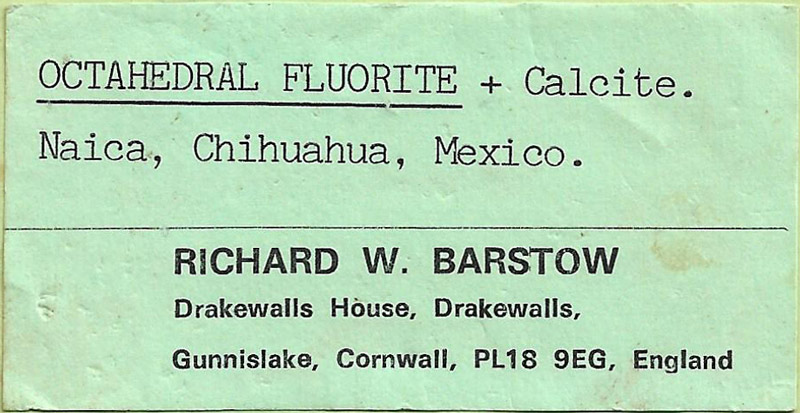 OCTAHEDRAL FLUORITE + Calcite.
Naica, Chihuahua, Mexico.
RICHARD W. BARSTOW
Drakewalls House, Drakewalls,
Gunnislake, Cornwall, PL18 9EG, England